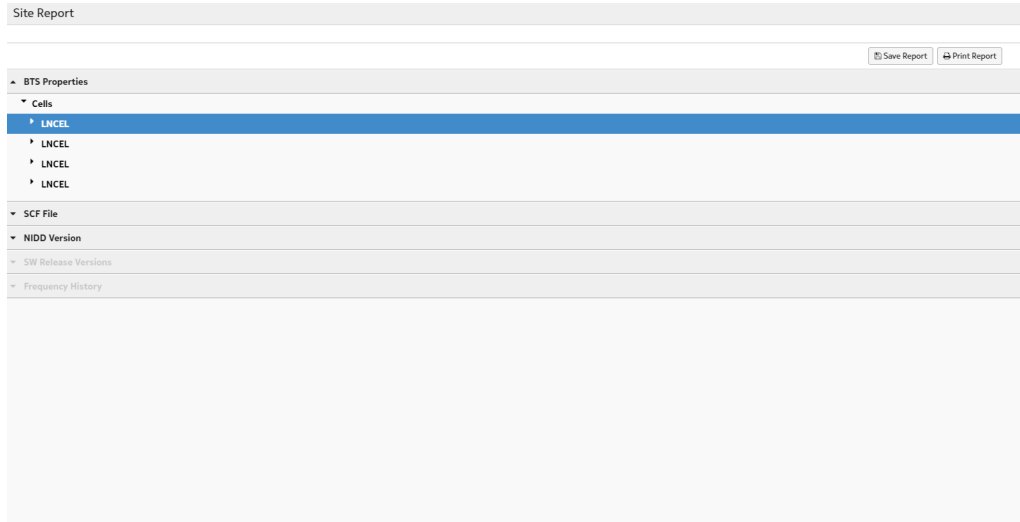 Site Report
Save Report Print Report
BTS Properties
Cells
LNCEL
LNCEL
LNCEL
LNCEL
SCF File
NIDD Version
SW Release Versions
Frequency History